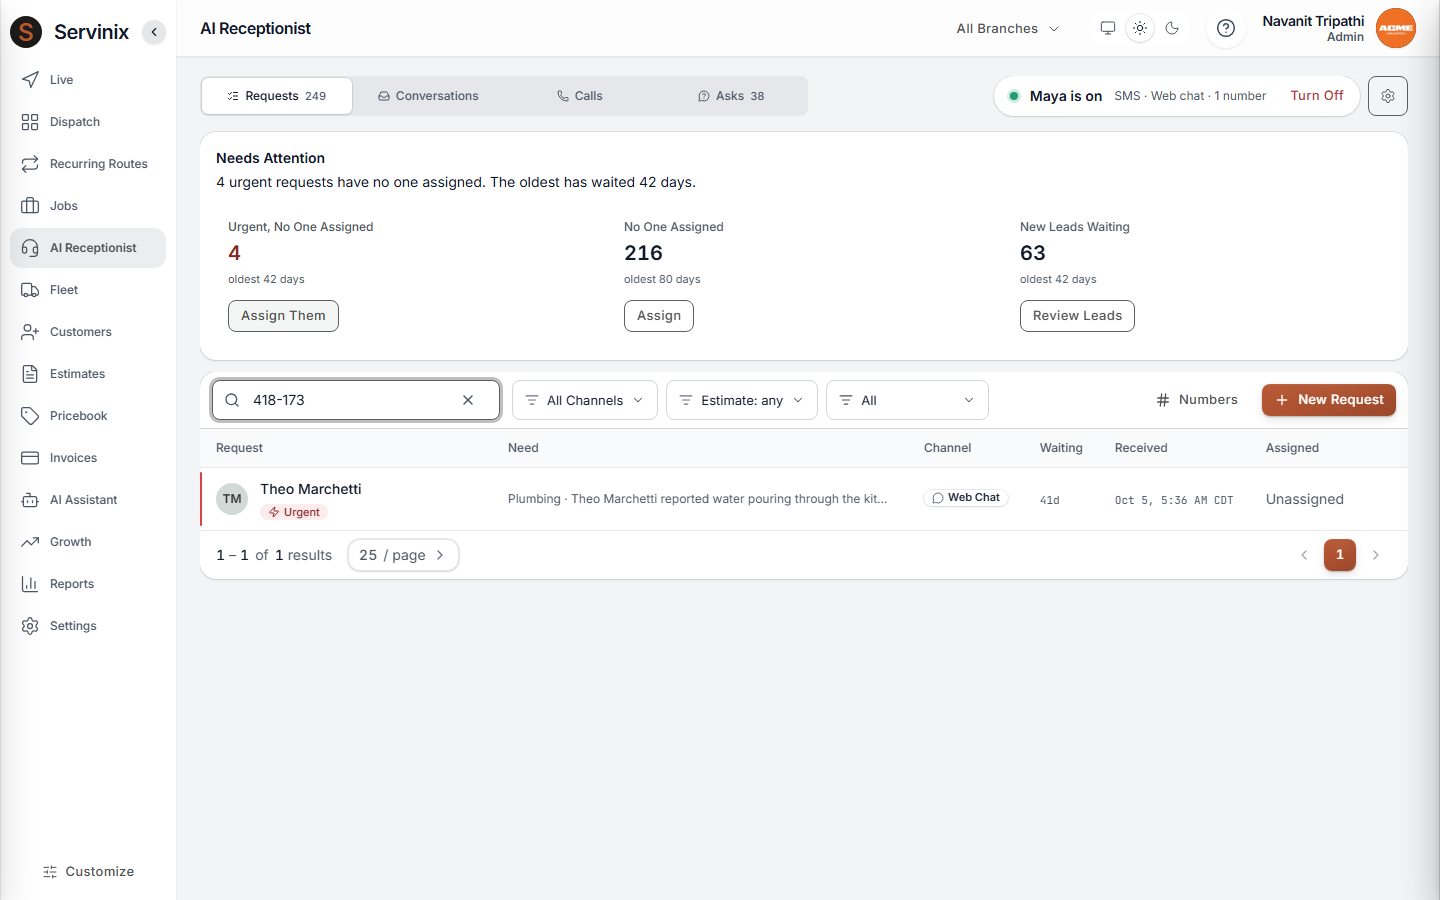 S Servinix
AI Receptionist
All Branches
Navanit Tripathi
Admin
ACME
Live
Dispatch
Recurring Routes
Jobs
AI Receptionist
Fleet
Customers
Estimates
Pricebook
Invoices
AI Assistant
Growth
Reports
Settings
Customize
Requests 249
Conversations
Calls
Asks 38
Maya is on SMS · Web chat · 1 number Turn Off
Needs Attention
4 urgent requests have no one assigned. The oldest has waited 42 days.
Urgent, No One Assigned
4
oldest 42 days
Assign Them
No One Assigned
216
oldest 80 days
Assign
New Leads Waiting
63
oldest 42 days
Review Leads
418-173
All Channels
Estimate: any
All
Numbers
New Request
Request Need Channel Waiting Received Assigned
TM Theo Marchetti
Urgent
Plumbing · Theo Marchetti reported water pouring through the kit...
Web Chat
41d
Oct 5, 5:36 AM CDT
Unassigned
1 – 1 of 1 results
25 / page
1